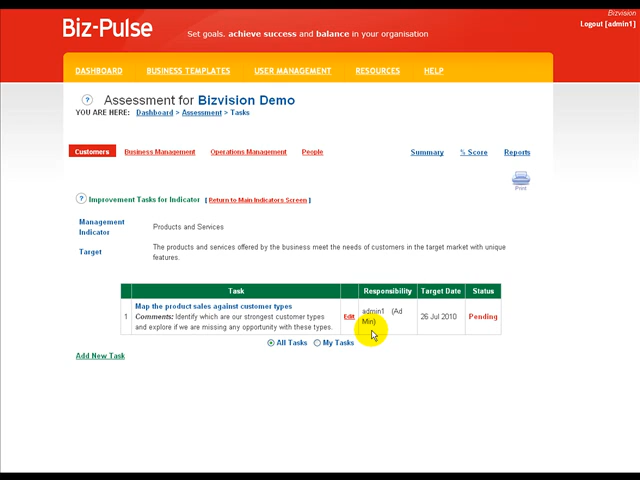 Bizvision
Logout [admin1]
Biz-Pulse
Set goals, achieve success and balance in your organisation
DASHBOARD BUSINESS TEMPLATES USER MANAGEMENT RESOURCES HELP
? Assessment for Bizvision Demo
YOU ARE HERE: Dashboard > Assessment > Tasks
Customers Business Management Operations Management People Summary % Score Reports
Print
? Improvement Tasks for Indicator [ Return to Main Indicators Screen ]
Management
Indicator
Products and Services
Target
The products and services offered by the business meet the needs of customers in the target market with unique
features.
Task Responsibility Target Date Status
Map the product sales against customer types
1 Comments: Identify which are our strongest customer types
and explore if we are missing any opportunity with these types.
Edit
admin1 (Ad
Min)
26 Jul 2010
Pending
All Tasks My Tasks
Add New Task